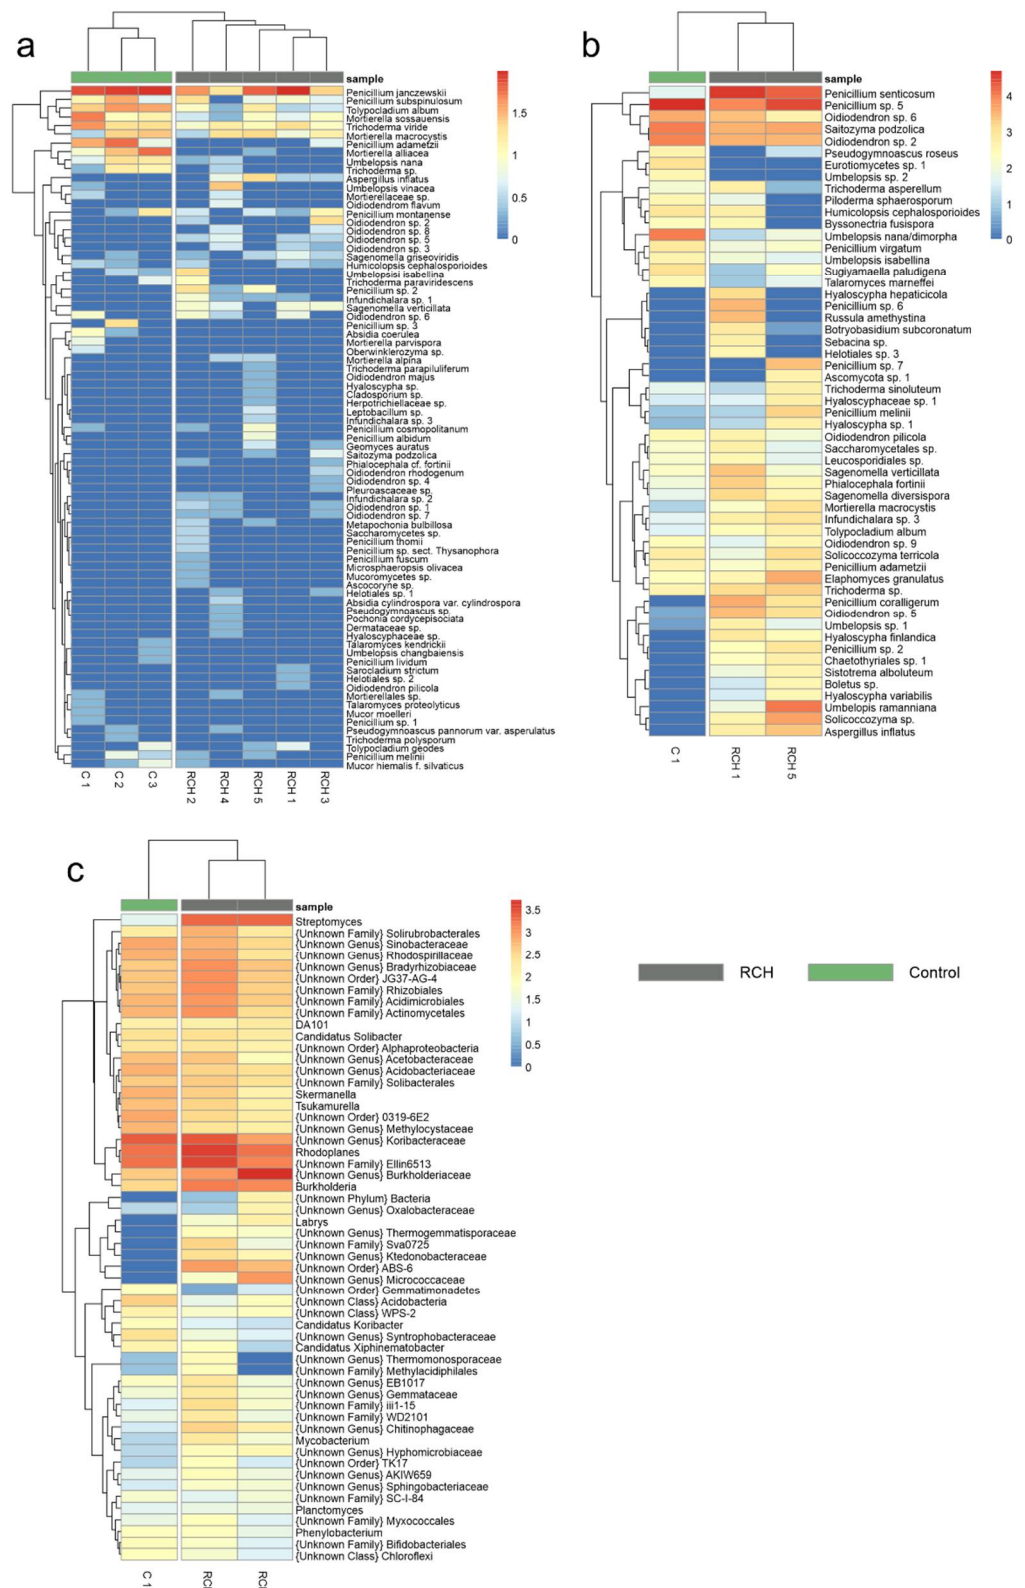 a
sample
Penicillium janczewskii
Penicillium subspinulosum
Tolypocladium album
Mortierella sossauensis
Trichoderma viride
Mortierella macrocystis
Penicillium adametzii
Mortierella alliacea
Umbelopsis nana
Trichoderma sp.
Aspergillus inflatus
Umbelopsis vinacea
Mortierellaceae sp.
Oidiodendron flavum
Penicillium montanense
Oidiodendron sp. 2
Oidiodendron sp. 8
Oidiodendron sp. 5
Oidiodendron sp. 3
Sagenomella griseoviridis
Humicolopsis cephalosporioides
Umbelopsisi isabellina
Trichoderma paraviridescens
Penicillium sp. 2
Infundichalara sp. 1
Sagenomella verticillata
Oidiodendron sp. 6
Penicillium sp. 3
Absidia coerulea
Mortierella parvispora
Oberwinklerozyma sp.
Mortierella alpina
Trichoderma parapiluliferum
Oidiodendron majus
Hyaloscypha sp.
Cladosporium sp.
Herpotrichiellaceae sp.
Leptobacillum sp.
Infundichalara sp. 3
Penicillium cosmopolitanum
Penicillium albidum
Geomyces auratus
Saitozyma podzolica
Phialocephala cf. fortinii
Oidiodendron rhodogenum
Oidiodendron sp. 4
Pleuroascaceae sp.
Infundichalara sp. 2
Oidiodendron sp. 1
Oidiodendron sp. 7
Metapochonia bulbillosa
Saccharomycetes sp.
Penicillium thomii
Penicillium sp. sect. Thysanophora
Penicillium fuscum
Microsphaeropsis olivacea
Mucoromycetes sp.
Ascocoryne sp.
Helotiales sp. 1
Absidia cylindrospora var. cylindrospora
Pseudogymnoascus sp.
Pochonia cordycepisociata
Dermataceae sp.
Hyaloscyphaceae sp.
Talaromyces kendrickii
Umbelopsis changbaiensis
Penicillium lividum
Sarocladium strictum
Helotiales sp. 2
Oidiodendron pilicola
Mortierellales sp.
Talaromyces proteolyticus
Mucor moelleri
Penicillium sp. 1
Pseudogymnoascus pannorum var. asperulatus
Trichoderma polysporum
Tolypocladium geodes
Penicillium melinii
Mucor hiemalis f. silvaticus
C 1
C 2
C 3
RCH 2
RCH 4
RCH 5
RCH 1
RCH 3
1.5
1
0.5
0
b
sample
Penicillium senticosum
Penicillium sp. 5
Oidiodendron sp. 6
Saitozyma podzolica
Oidiodendron sp. 2
Pseudogymnoascus roseus
Eurotiomycetes sp. 1
Umbelopsis sp. 2
Trichoderma asperellum
Piloderma sphaerosporum
Humicolopsis cephalosporioides
Byssonectria fusispora
Umbelopsis nana/dimorpha
Penicillium virgatum
Umbelopsis isabellina
Sugiyamaella paludigena
Talaromyces marneffei
Hyaloscypha hepaticicola
Penicillium sp. 6
Russula amethystina
Botryobasidium subcoronatum
Sebacina sp.
Helotiales sp. 3
Penicillium sp. 7
Ascomycota sp. 1
Trichoderma sinoluteum
Hyaloscyphaceae sp. 1
Penicillium melinii
Hyaloscypha sp. 1
Oidiodendron pilicola
Saccharomycetales sp.
Leucosporidiales sp.
Sagenomella verticillata
Phialocephala fortinii
Sagenomella diversispora
Mortierella macrocystis
Infundichalara sp. 3
Tolypocladium album
Oidiodendron sp. 9
Solicoccozyma terricola
Penicillium adametzii
Elaphomyces granulatus
Trichoderma sp.
Penicillium coralligerum
Oidiodendron sp. 5
Umbelopsis sp. 1
Hyaloscypha finlandica
Penicillium sp. 2
Chaetothyriales sp. 1
Sistotrema alboluteum
Boletus sp.
Hyaloscypha variabilis
Umbelopis ramanniana
Solicoccozyma sp.
Aspergillus inflatus
C 1
RCH 1
RCH 5
4
3
2
1
0
c
sample
Streptomyces
{Unknown Family} Solirubrobacterales
{Unknown Genus} Sinobacteraceae
{Unknown Genus} Rhodospirillaceae
{Unknown Genus} Bradyrhizobiaceae
{Unknown Order} JG37-AG-4
{Unknown Family} Rhizobiales
{Unknown Family} Acidimicrobiales
{Unknown Family} Actinomycetales
DA101
Candidatus Solibacter
{Unknown Order} Alphaproteobacteria
{Unknown Genus} Acetobacteraceae
{Unknown Genus} Acidobacteriaceae
{Unknown Family} Solibacterales
Skermanella
Tsukamurella
{Unknown Order} 0319-6E2
{Unknown Genus} Methylocystaceae
{Unknown Genus} Koribacteraceae
Rhodoplanes
{Unknown Family} Ellin6513
{Unknown Genus} Burkholderiaceae
Burkholderia
{Unknown Phylum} Bacteria
{Unknown Genus} Oxalobacteraceae
Labrys
{Unknown Genus} Thermogemmatisporaceae
{Unknown Family} Sva0725
{Unknown Genus} Ktedonobacteraceae
{Unknown Order} ABS-6
{Unknown Genus} Micrococcaceae
{Unknown Order} Gemmatimonadetes
{Unknown Class} Acidobacteria
{Unknown Class} WPS-2
Candidatus Koribacter
{Unknown Genus} Syntrophobacteraceae
Candidatus Xiphinematobacter
{Unknown Genus} Thermomonosporaceae
{Unknown Family} Methylacidiphilales
{Unknown Genus} EB1017
{Unknown Genus} Gemmataceae
{Unknown Family} iii1-15
{Unknown Family} WD2101
{Unknown Genus} Chitinophagaceae
Mycobacterium
{Unknown Genus} Hyphomicrobiaceae
{Unknown Order} TK17
{Unknown Genus} AKIW659
{Unknown Genus} Sphingobacteriaceae
{Unknown Family} SC-I-84
Planctomyces
{Unknown Family} Myxococcales
Phenylobacterium
{Unknown Family} Bifidobacteriales
{Unknown Class} Chloroflexi
C 1
3.5
3
2.5
2
1.5
1
0.5
0
RCH
Control